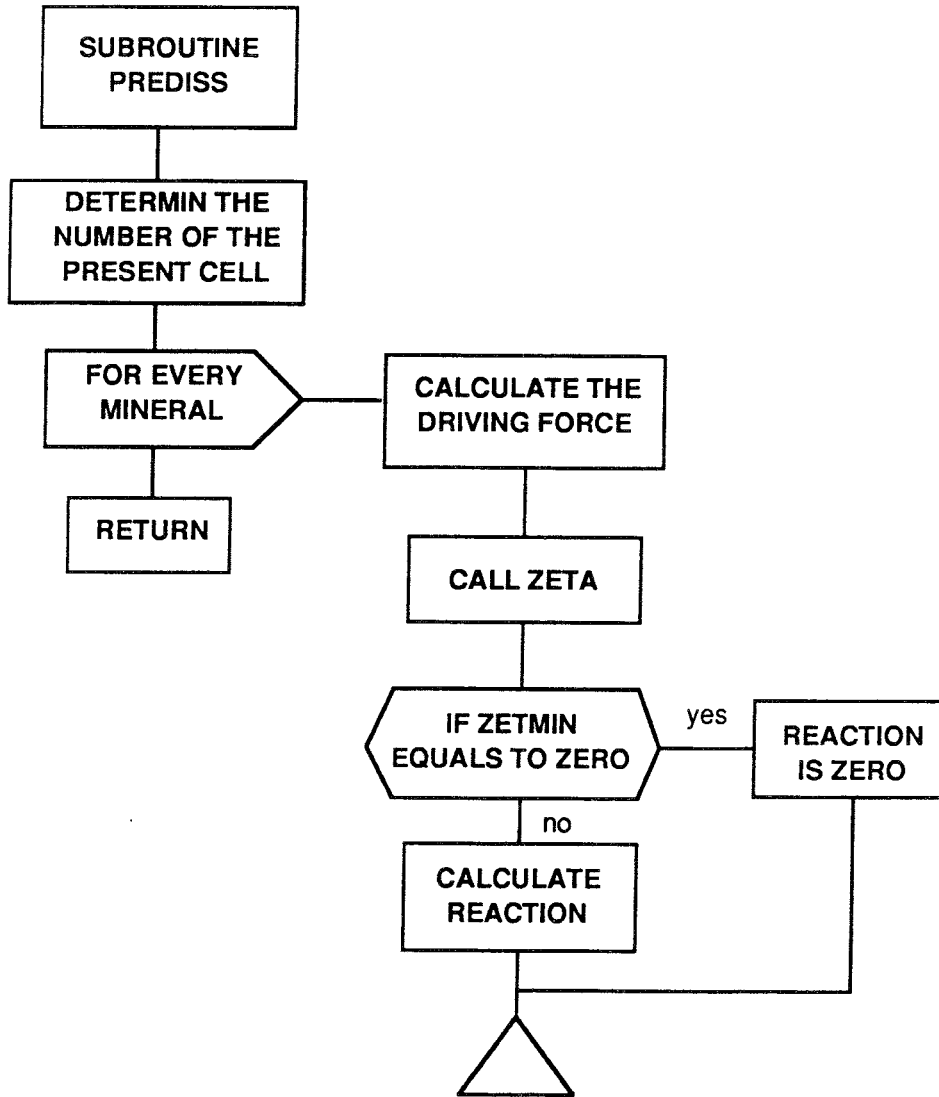 SUBROUTINE
PREDISS
DETERMIN THE
NUMBER OF THE
PRESENT CELL
FOR EVERY
MINERAL
RETURN
CALCULATE THE
DRIVING FORCE
CALL ZETA
IF ZETMIN
EQUALS TO ZERO
yes
REACTION
IS ZERO
no
CALCULATE
REACTION